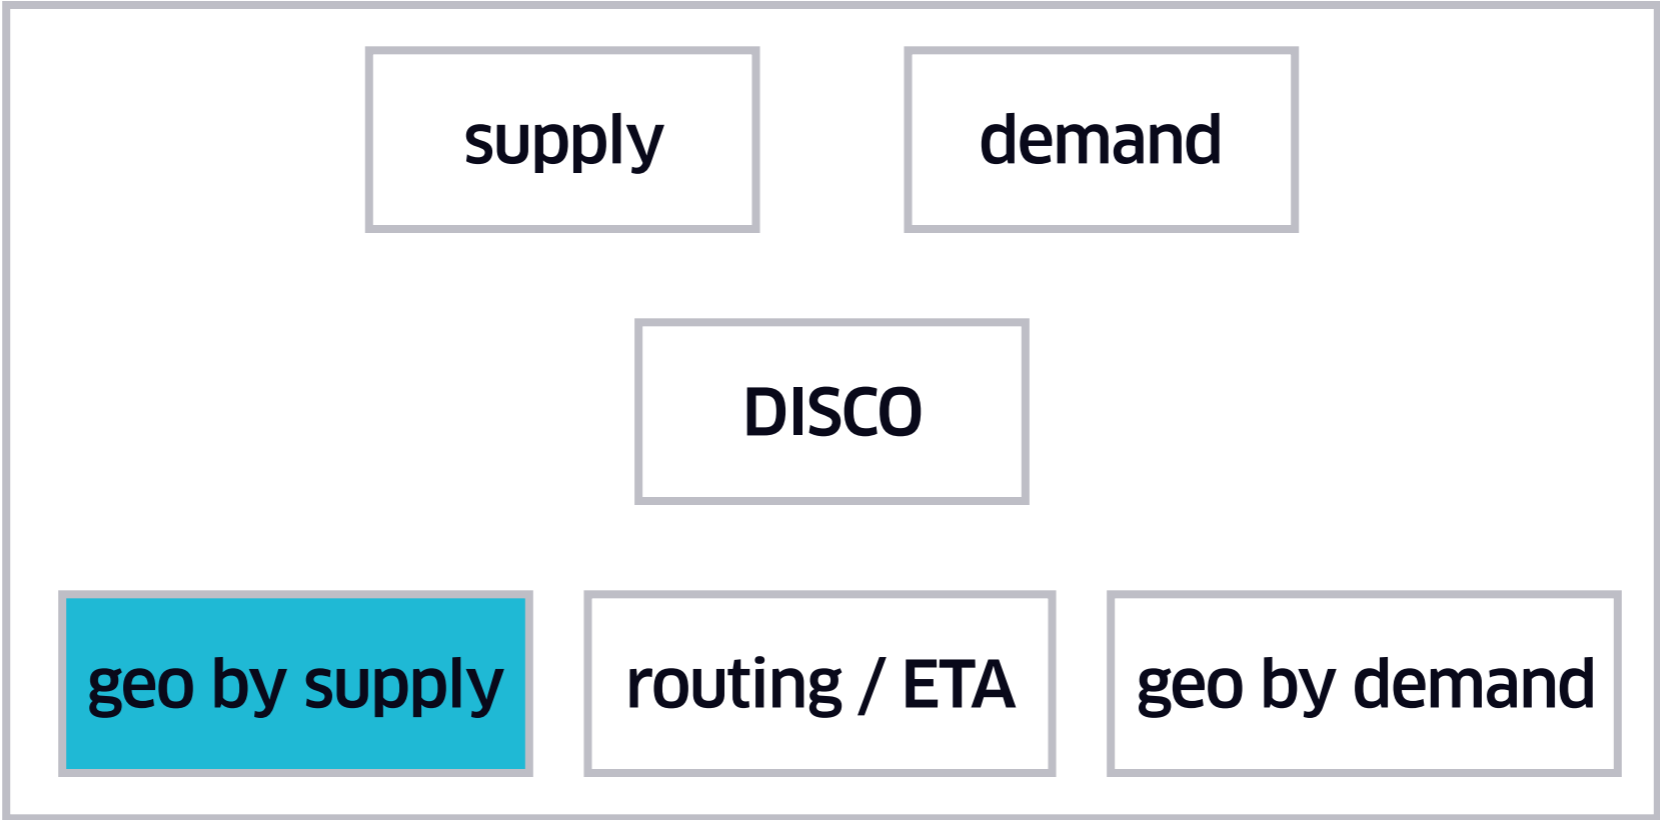 supply
demand
DISCO
geo by supply
routing / ETA
geo by demand